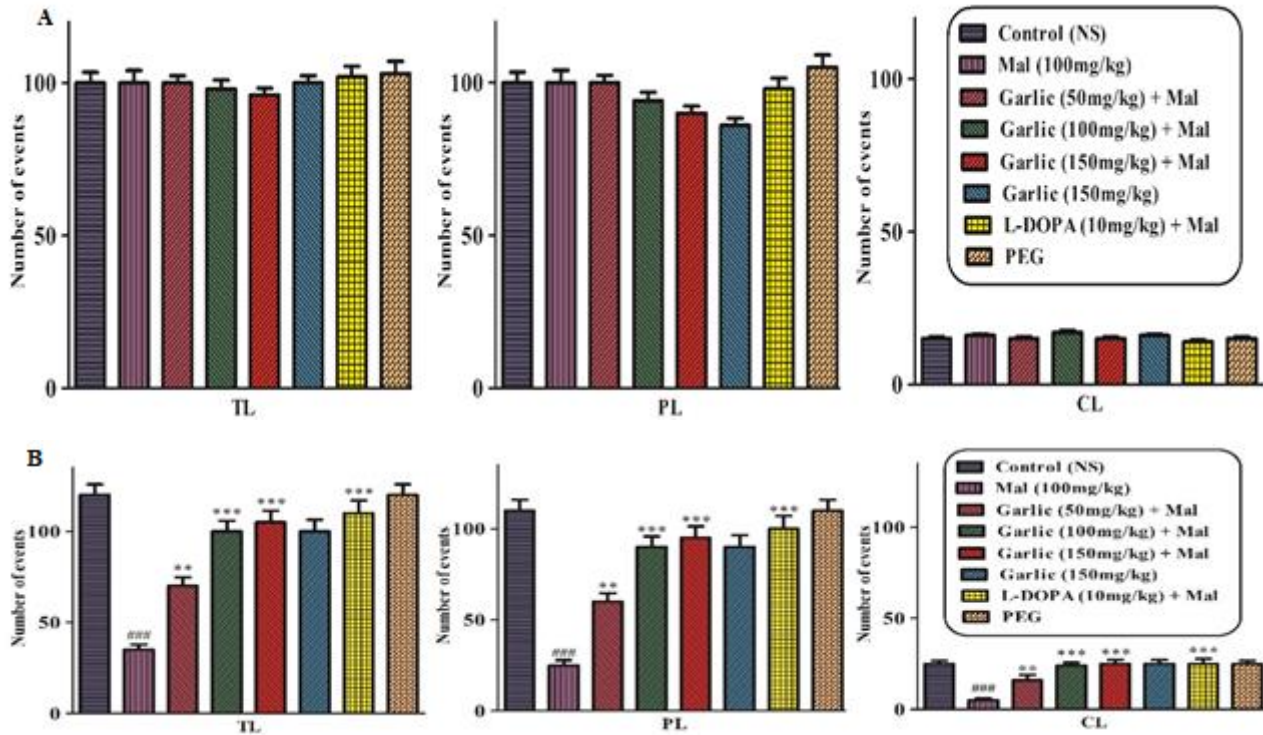 A
Number of events
100
50
0
TL
Number of events
100
50
0
PL
Number of events
100
50
0
CL
Control (NS)
Mal (100mg/kg)
Garlic (50mg/kg) + Mal
Garlic (100mg/kg) + Mal
Garlic (150mg/kg) + Mal
Garlic (150mg/kg)
L-DOPA (10mg/kg) + Mal
PEG
B
Number of events
100
50
0
###
**
***
***
***
TL
Number of events
100
50
0
###
**
***
***
***
PL
Number of events
100
50
0
###
**
***
***
***
CL
Control (NS)
Mal (100mg/kg)
Garlic (50mg/kg) + Mal
Garlic (100mg/kg) + Mal
Garlic (150mg/kg) + Mal
Garlic (150mg/kg)
L-DOPA (10mg/kg) + Mal
PEG